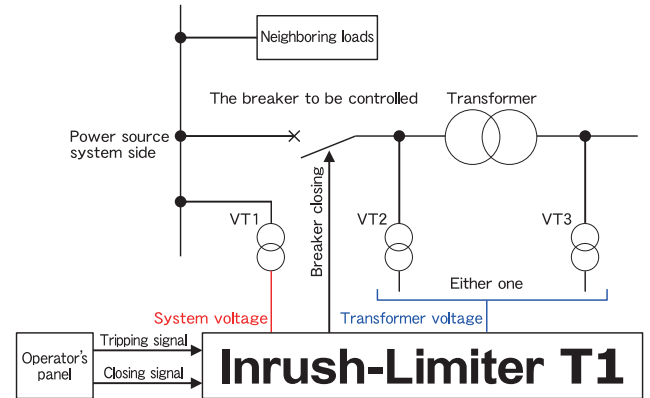 Neighboring loads
The breaker to be controlled
Transformer
Power source
system side
VT1
Breaker closing
VT2
VT3
Either one
System voltage
Transformer voltage
Operator's
panel
Tripping signal
Closing signal
Inrush-Limiter T1